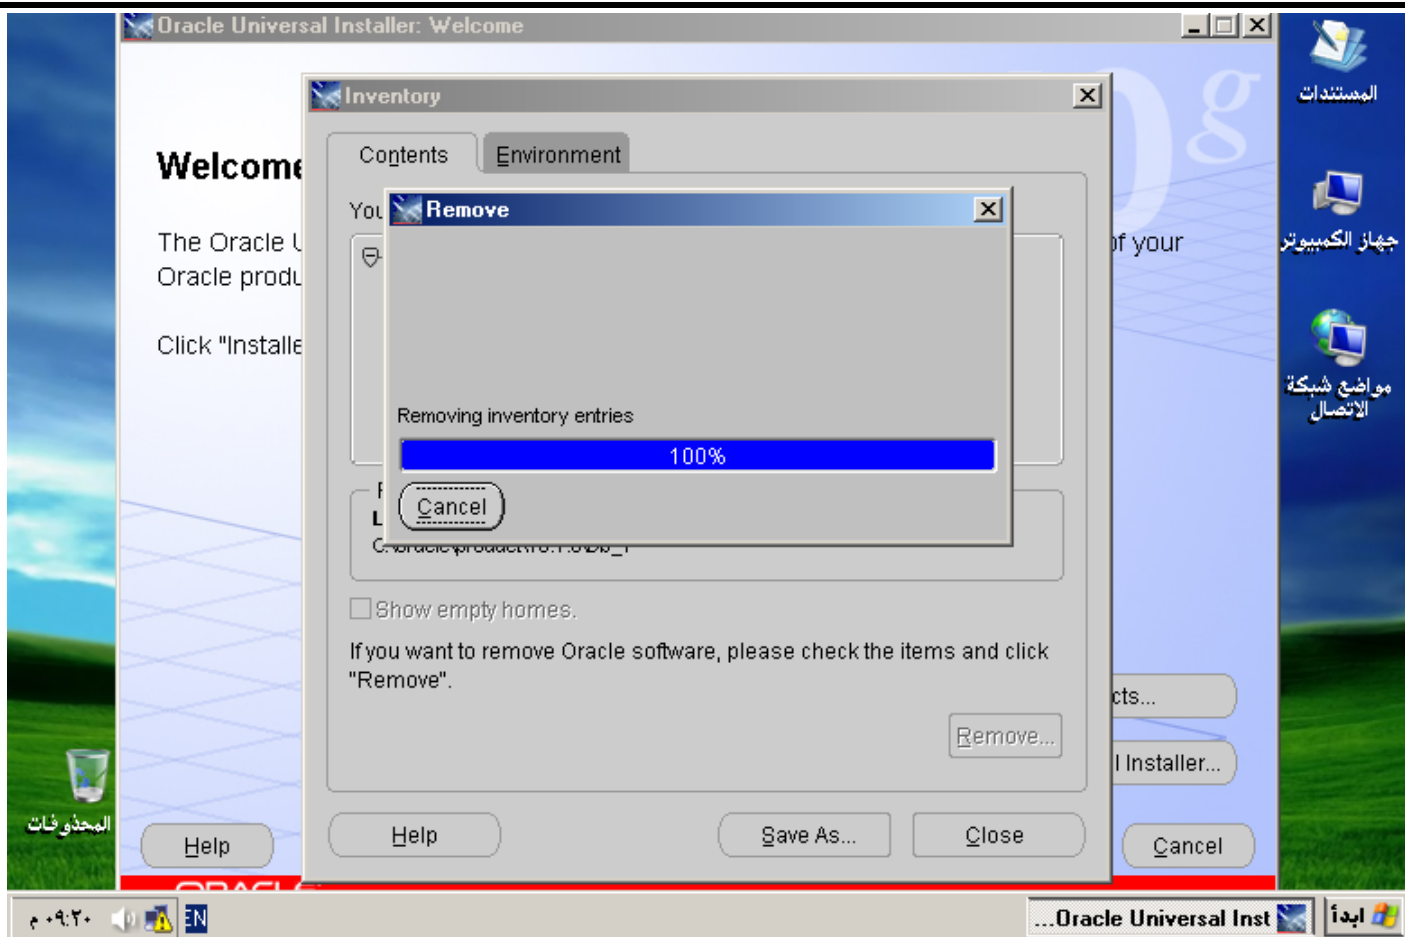 Oracle Universal Installer: Welcome
Inventory
Contents
Environment
Welcome
You
Remove
The Oracle
of your
Oracle
Click
Removing inventory entries
100%
Cancel
Show empty homes.
If you want to remove Oracle software, please check the items and click
"Remove".
Remove...
Installer...
Help
Help
Save As...
Close
Cancel
المستندات
جهاز الكمبيوتر
مواضع شبكة
الاتصال
المحذوفات
٠٩:٢٠ م
EN
...Oracle Universal Inst
ابدأ